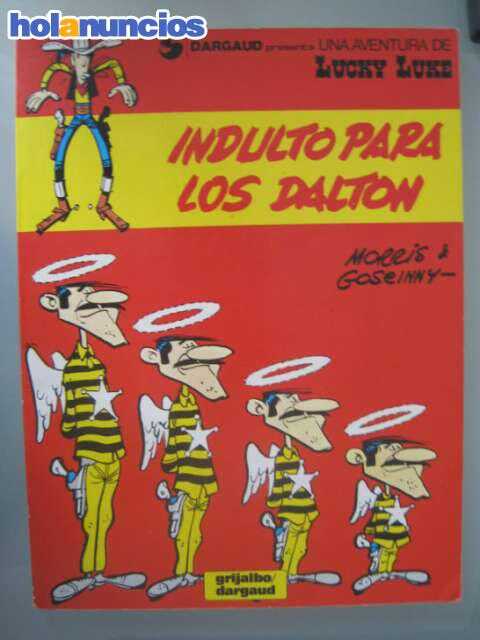 holanuncios
DARGAUD presenta UNA AVENTURA DE
LUCKY LUKE
INDULTO PARA
LOS DALTON
MORRIS &
GOSCINNY
grijalbo/
dargaud